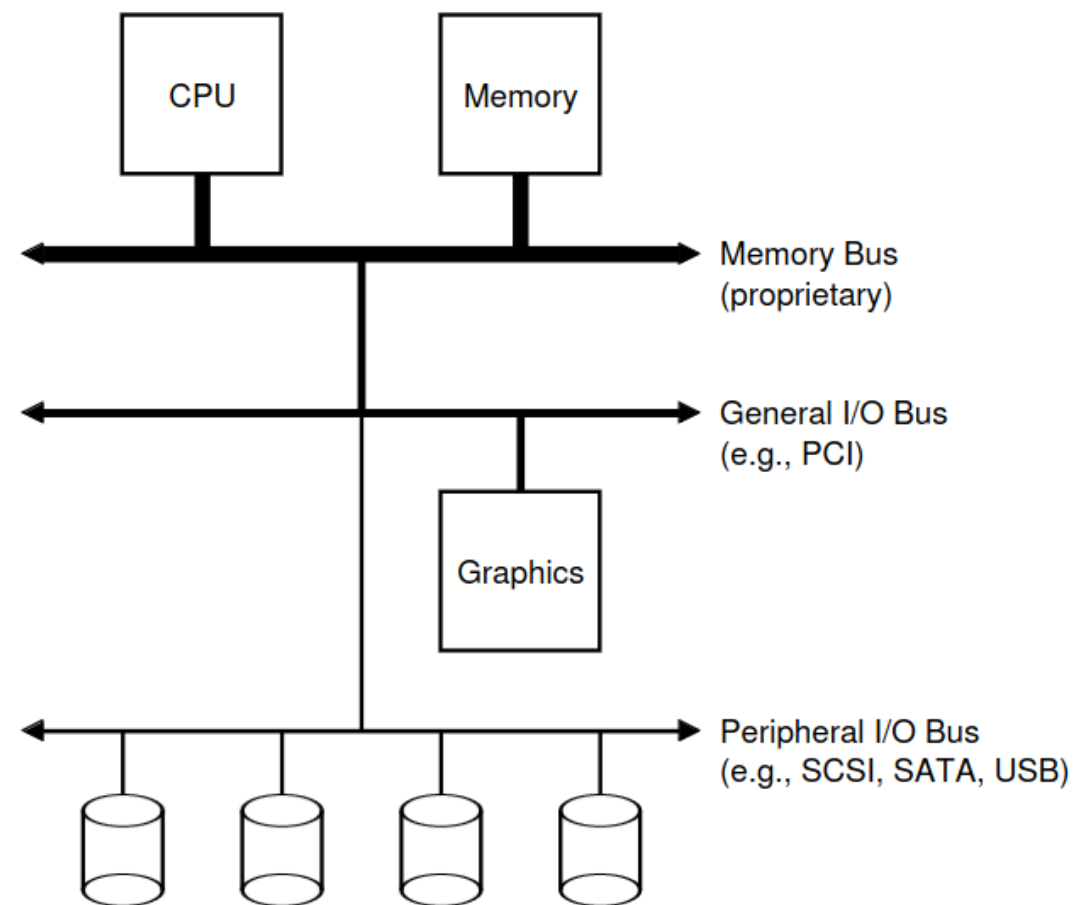 CPU
Memory
Memory Bus
(proprietary)
General I/O Bus
(e.g., PCI)
Graphics
Peripheral I/O Bus
(e.g., SCSI, SATA, USB)